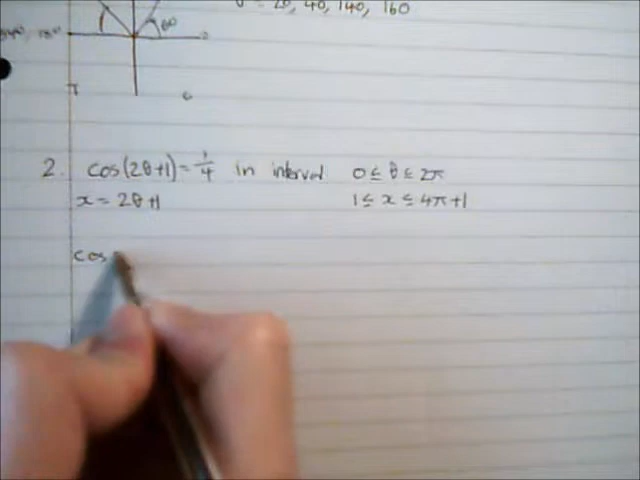 = 20, 40, 140, 160
60
2. cos(2θ+1) = 1/4 in interval 0 ≤ θ ≤ 2π
x = 2θ+1 1 ≤ x ≤ 4π+1
cos